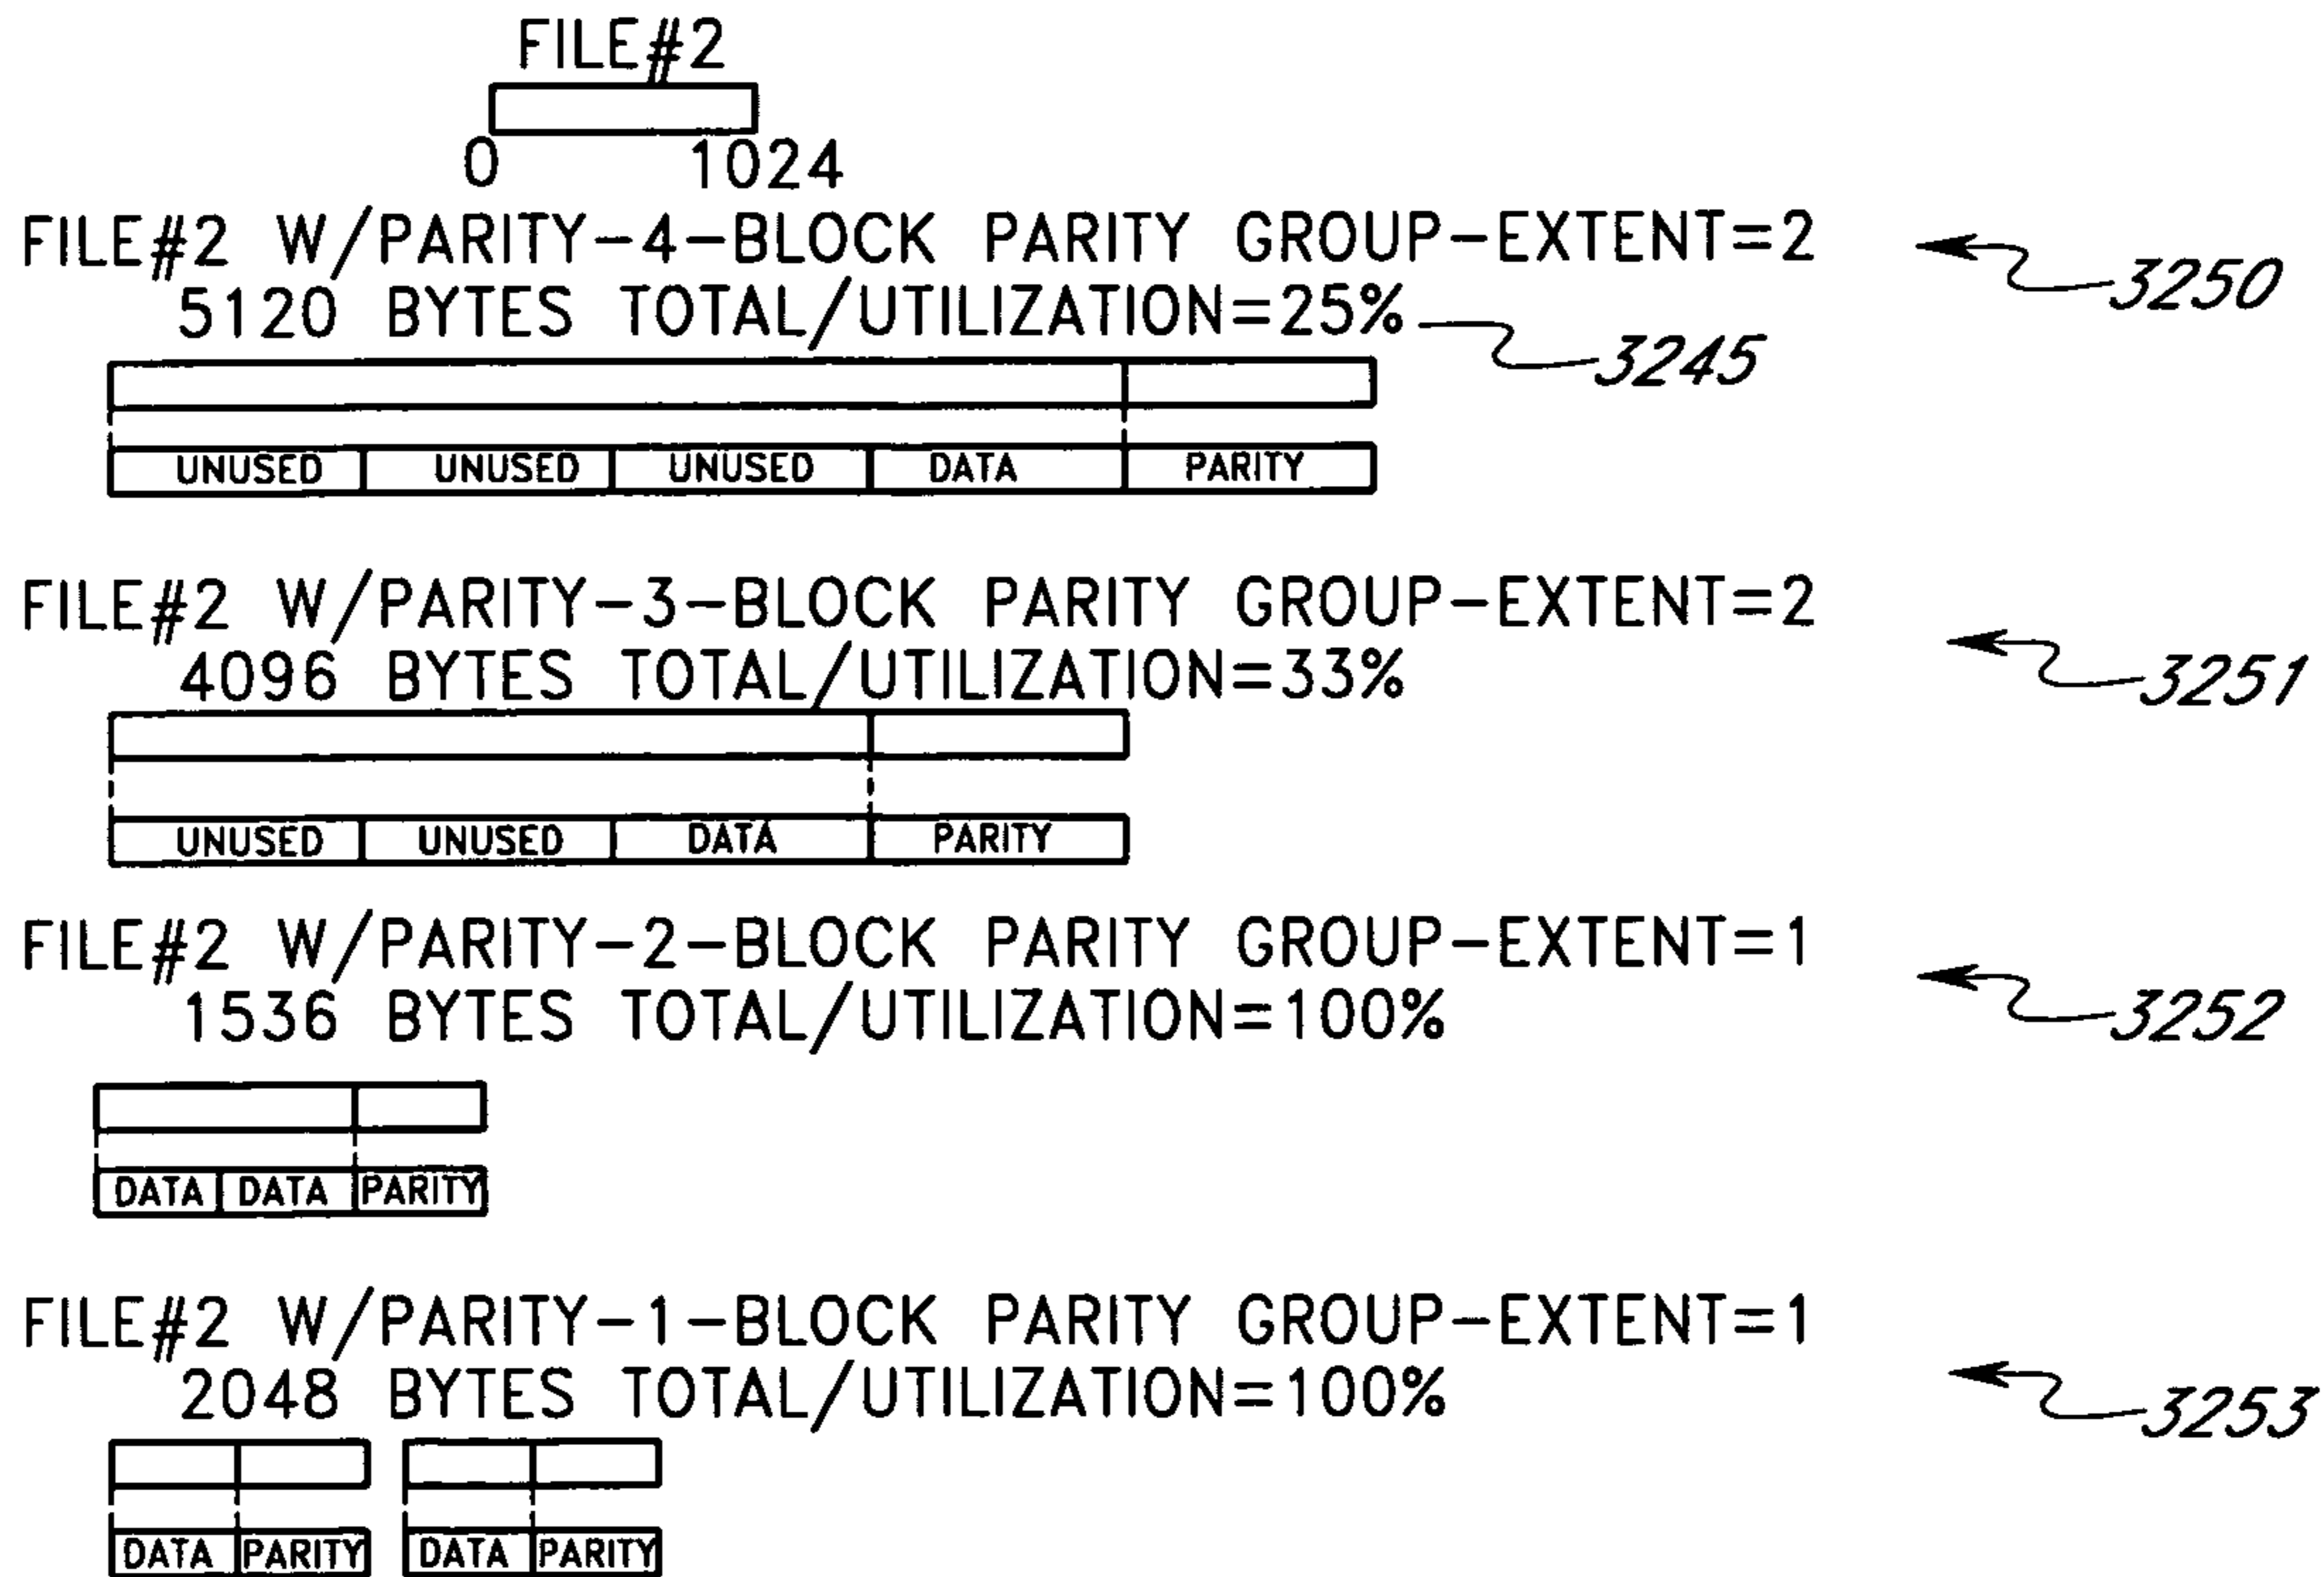 FILE#2
0 1024
FILE#2 W/PARITY-4-BLOCK PARITY GROUP-EXTENT=2
3250
5120 BYTES TOTAL/UTILIZATION=25%
3245
UNUSED UNUSED UNUSED DATA PARITY
FILE#2 W/PARITY-3-BLOCK PARITY GROUP-EXTENT=2
4096 BYTES TOTAL/UTILIZATION=33%
3251
UNUSED UNUSED DATA PARITY
FILE#2 W/PARITY-2-BLOCK PARITY GROUP-EXTENT=1
1536 BYTES TOTAL/UTILIZATION=100%
3252
DATA DATA PARITY
FILE#2 W/PARITY-1-BLOCK PARITY GROUP-EXTENT=1
2048 BYTES TOTAL/UTILIZATION=100%
3253
DATA PARITY DATA PARITY